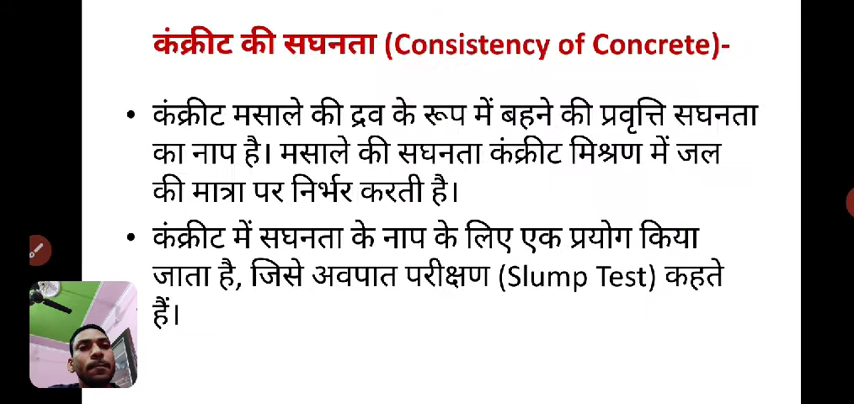 कंक्रीट की सघनता (Consistency of Concrete)-
• कंक्रीट मसाले की द्रव के रूप में बहने की प्रवृत्ति सघनता
का नाप है। मसाले की सघनता कंक्रीट मिश्रण में जल
की मात्रा पर निर्भर करती है।
• कंक्रीट में सघनता के नाप के लिए एक प्रयोग किया
जाता है, जिसे अवपात परीक्षण (Slump Test) कहते
हैं।